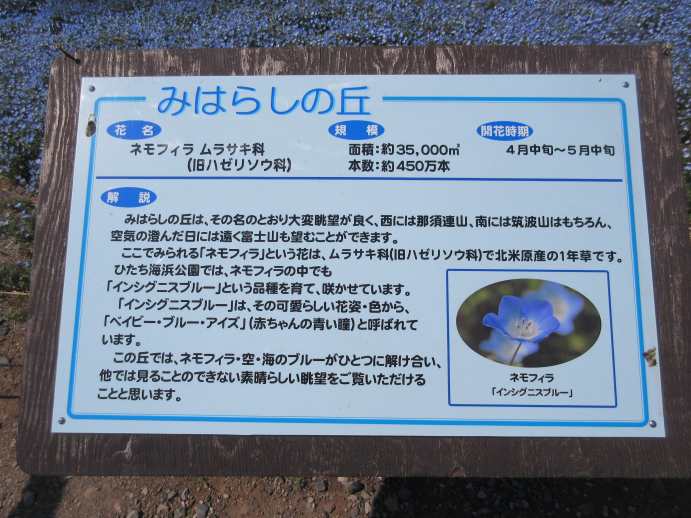 みはらしの丘
花名
ネモフィラ ムラサキ科
(旧ハゼリソウ科)
規模
面積:約35,000㎡
本数:約450万本
開花時期
4月中旬〜5月中旬
解説
みはらしの丘は、その名のとおり大変眺望が良く、西には那須連山、南には筑波山はもちろん、
空気の澄んだ日には遠く富士山も望むことができます。
ここでみられる「ネモフィラ」という花は、ムラサキ科(旧ハゼリソウ科)で北米原産の1年草です。
ひたち海浜公園では、ネモフィラの中でも
「インシグニスブルー」という品種を育て、咲かせています。
「インシグニスブルー」は、その可愛らしい花姿・色から、
「ベイビー・ブルー・アイズ」(赤ちゃんの青い瞳)と呼ばれて
います。
この丘では、ネモフィラ・空・海のブルーがひとつに解け合い、
他では見ることのできない素晴らしい眺望をご覧いただける
ことと思います。
ネモフィラ
「インシグニスブルー」